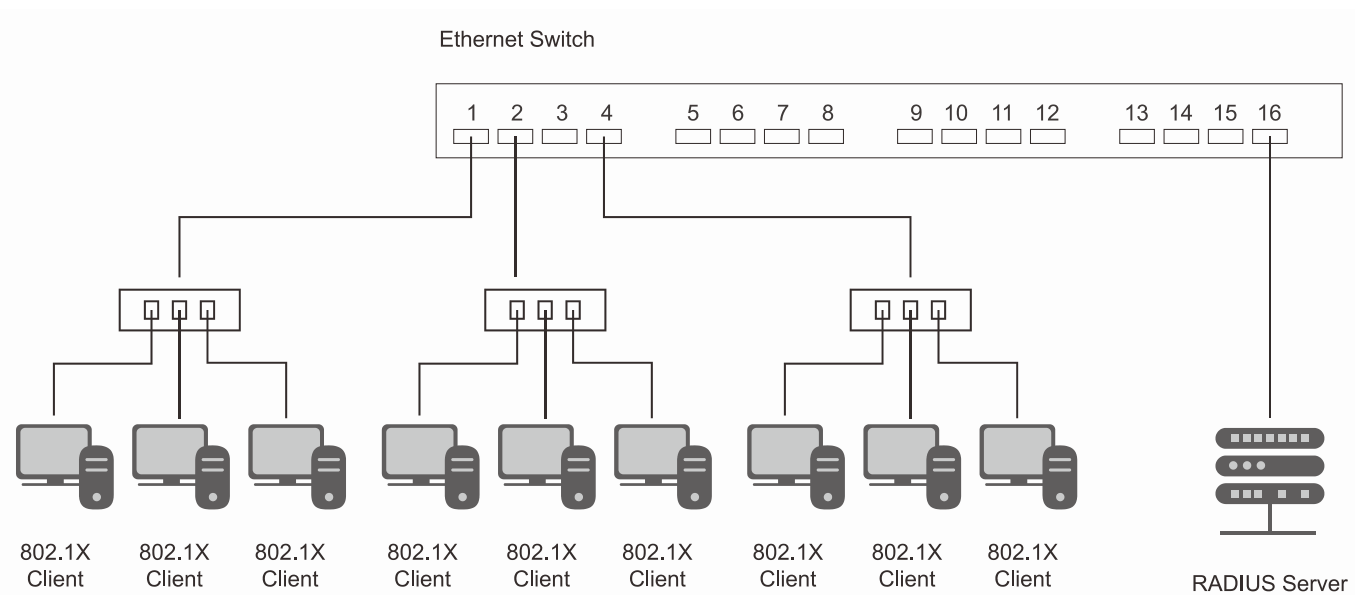 Ethernet Switch
1 2 3 4 5 6 7 8 9 10 11 12 13 14 15 16
802.1X 802.1X 802.1X 802.1X 802.1X 802.1X 802.1X 802.1X 802.1X
Client Client Client Client Client Client Client Client Client
RADIUS Server